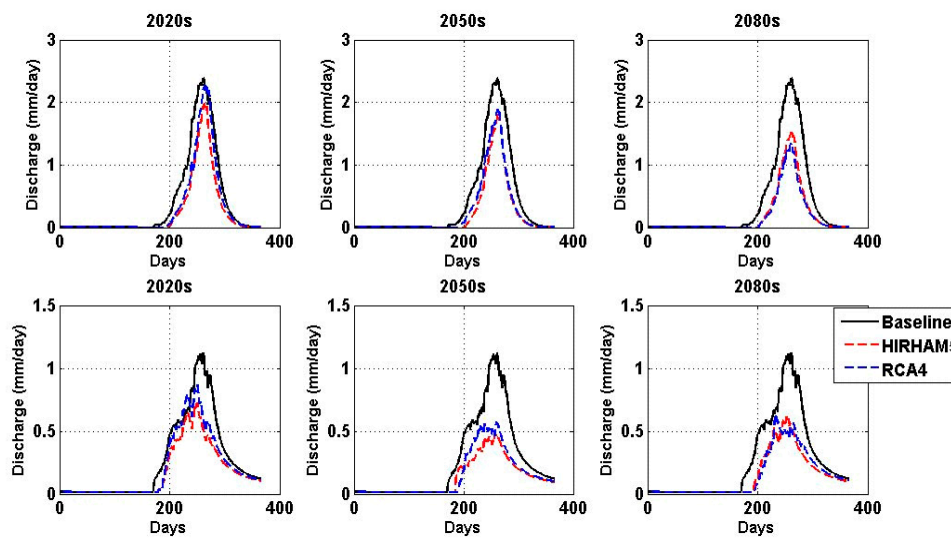 2020s 2050s 2080s
3 3 3
2 2 2
1 1 1
0 0 0
Discharge (mm/day) Discharge (mm/day) Discharge (mm/day)
0 200 400 0 200 400 0 200 400
Days Days Days
2020s 2050s 2080s
1.5 1.5 1.5
1 1 1
0.5 0.5 0.5
0 0 0
Discharge (mm/day) Discharge (mm/day) Discharge (mm/day)
0 200 400 0 200 400 0 200 400
Days Days Days
Baseline
HIRHAM5
RCA4